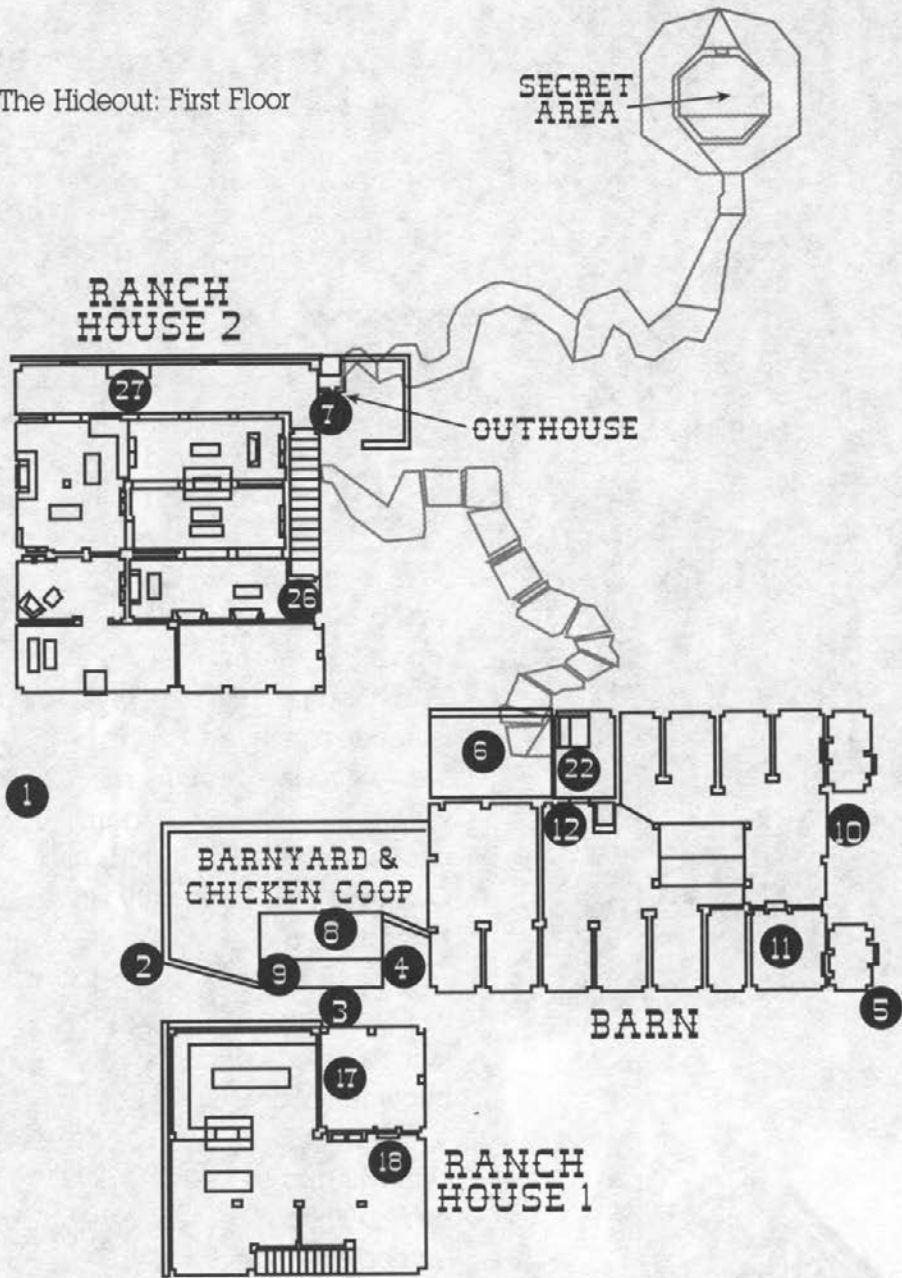 The Hideout: First Floor
SECRET
AREA
RANCH
HOUSE 2
27
7
OUTHOUSE
26
6
22
1
12
10
BARNYARD &
CHICKEN COOP
8
11
2
9
4
5
3
BARN
17
18
RANCH
HOUSE 1